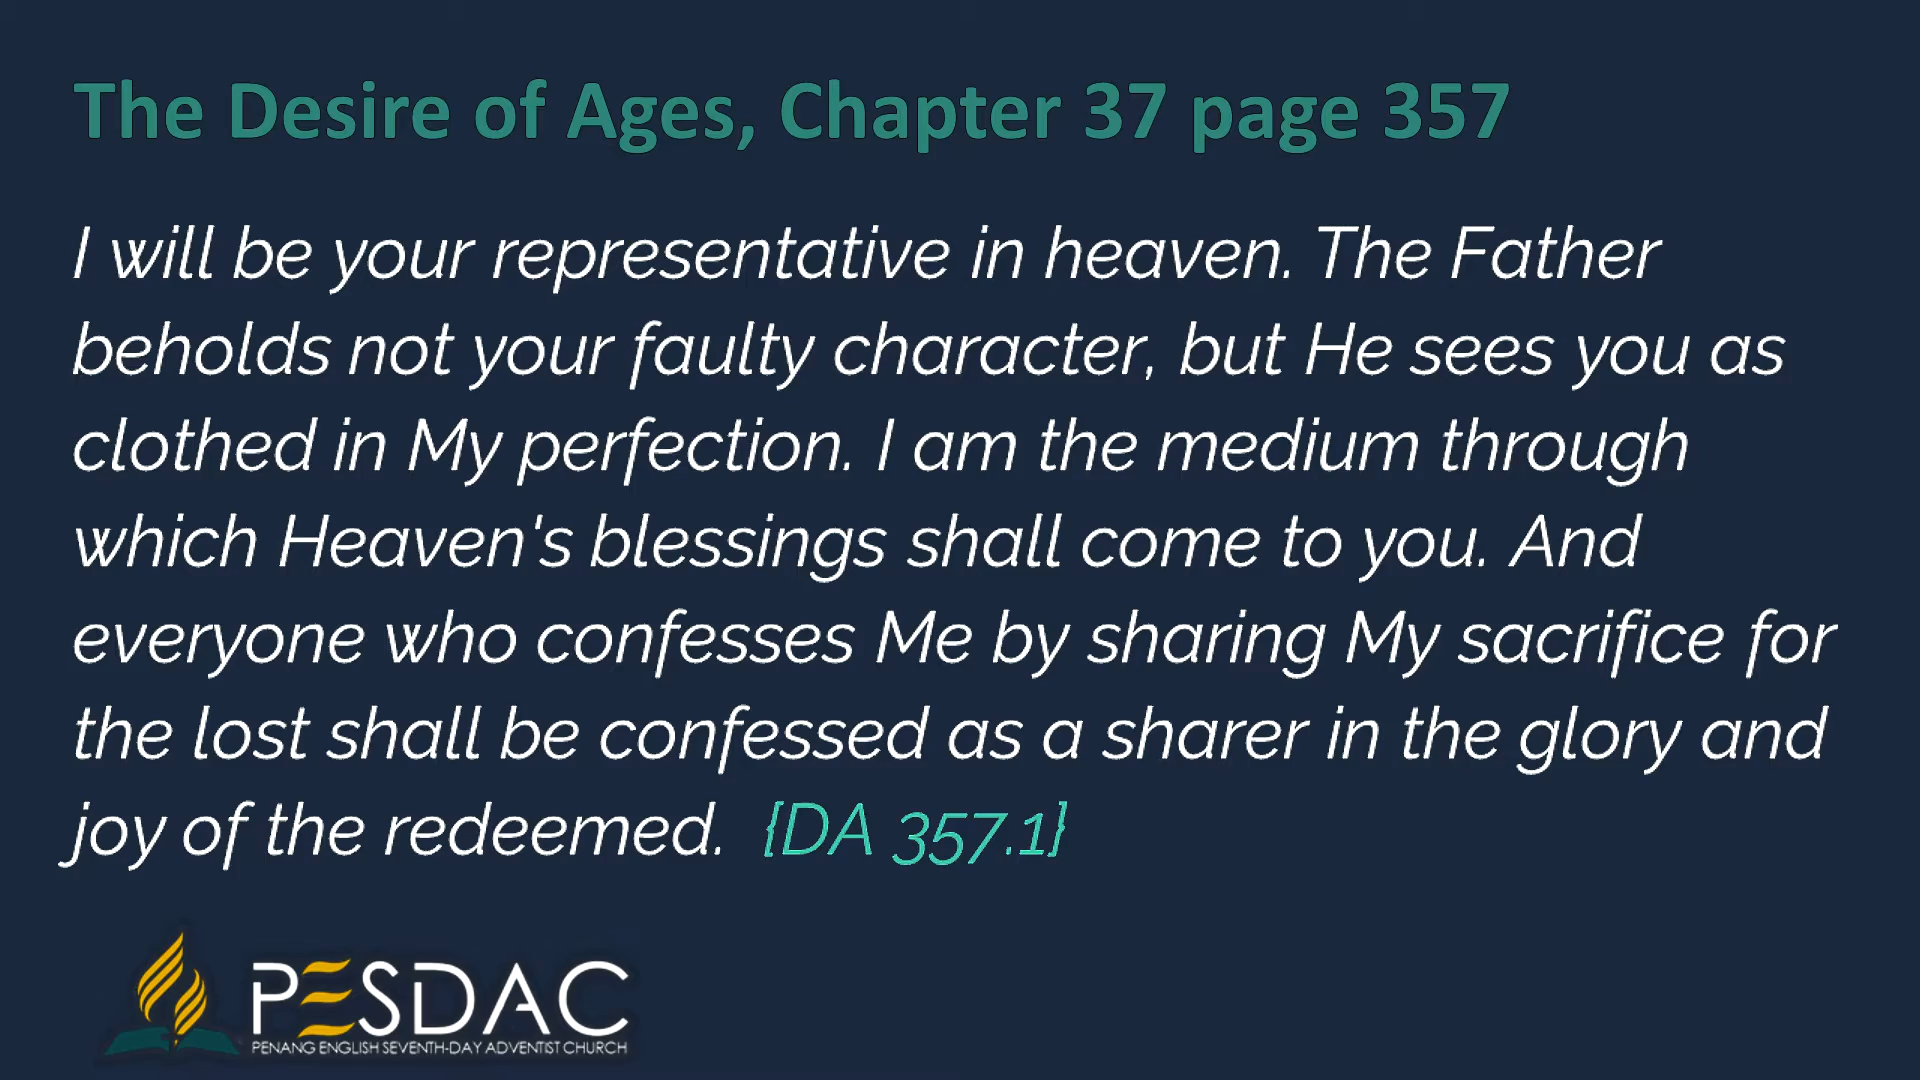 The Desire of Ages, Chapter 37 page 357
I will be your representative in heaven. The Father
beholds not your faulty character, but He sees you as
clothed in My perfection. I am the medium through
which Heaven's blessings shall come to you. And
everyone who confesses Me by sharing My sacrifice for
the lost shall be confessed as a sharer in the glory and
joy of the redeemed. {DA 357.1}
PESDAC
PENANG ENGLISH SEVENTH-DAY ADVENTIST CHURCH